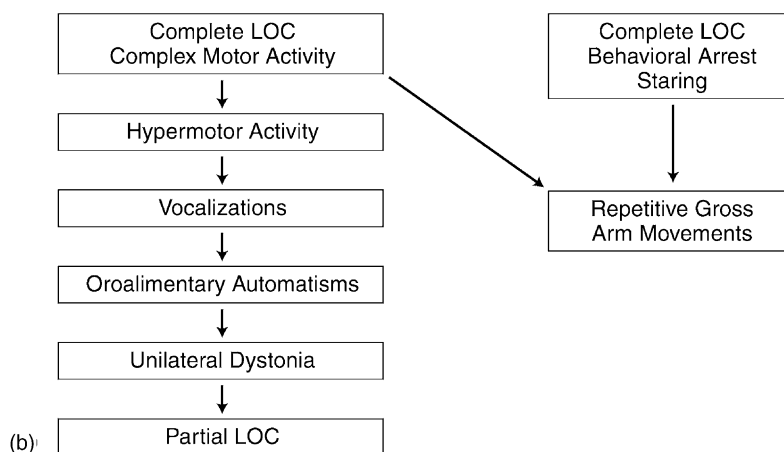 Complete LOC
Complex Motor Activity
Hypermotor Activity
Vocalizations
Oroalimentary Automatisms
Unilateral Dystonia
Partial LOC
Complete LOC
Behavioral Arrest
Staring
Repetitive Gross
Arm Movements
(b)